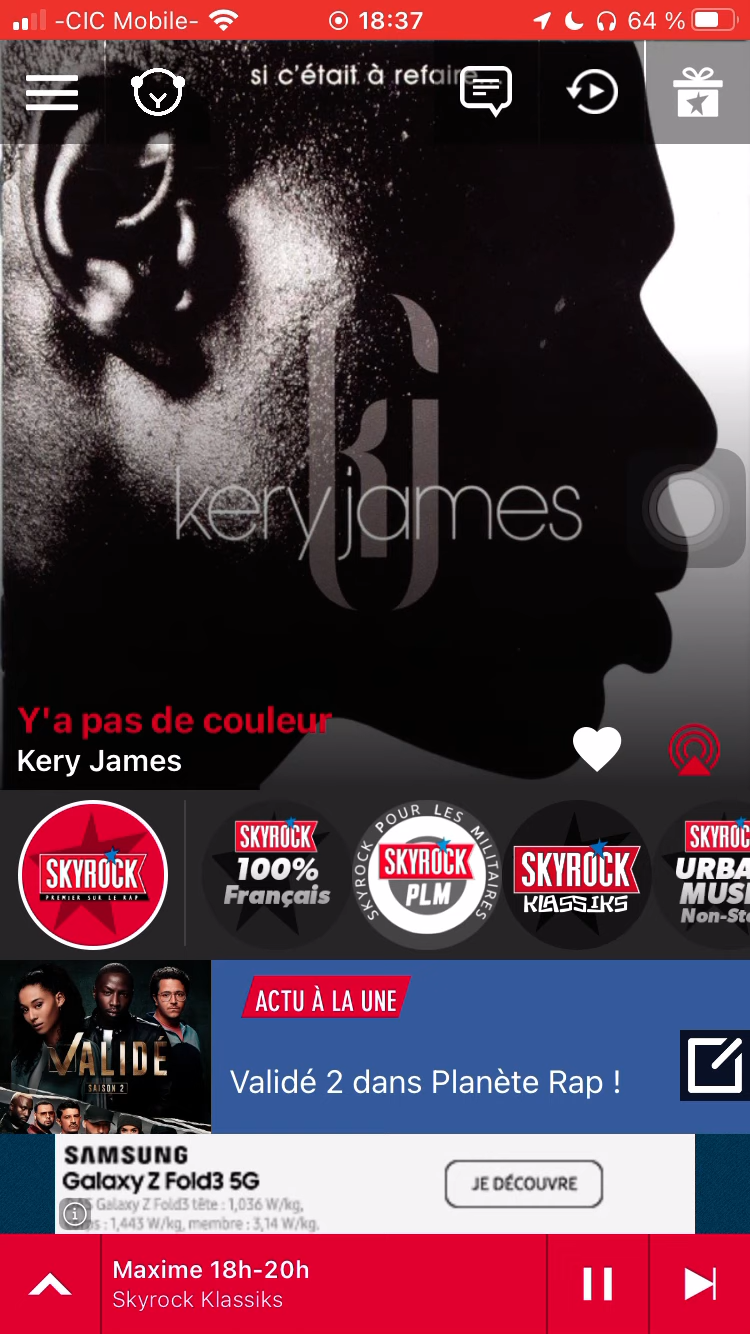 -CIC Mobile-
18:37
64 %
si c'était à refaire
kj
kery james
Y'a pas de couleur
Kery James
SKYROCK
PREMIER SUR LE RAP
SKYROCK
100%
Français
SKYROCK POUR LES MILITAIRES
SKYROCK
PLM
SKYROCK
KLASSIKS
SKYROC
URBA
MUSI
Non-Sto
VALIDÉ
SAISON 2
ACTU À LA UNE
Validé 2 dans Planète Rap !
SAMSUNG
Galaxy Z Fold3 5G
Galaxy Z Fold3 tête : 1,036 W/kg,
s : 1,443 W/kg, membre : 3,14 W/kg.
JE DÉCOUVRE
Maxime 18h-20h
Skyrock Klassiks